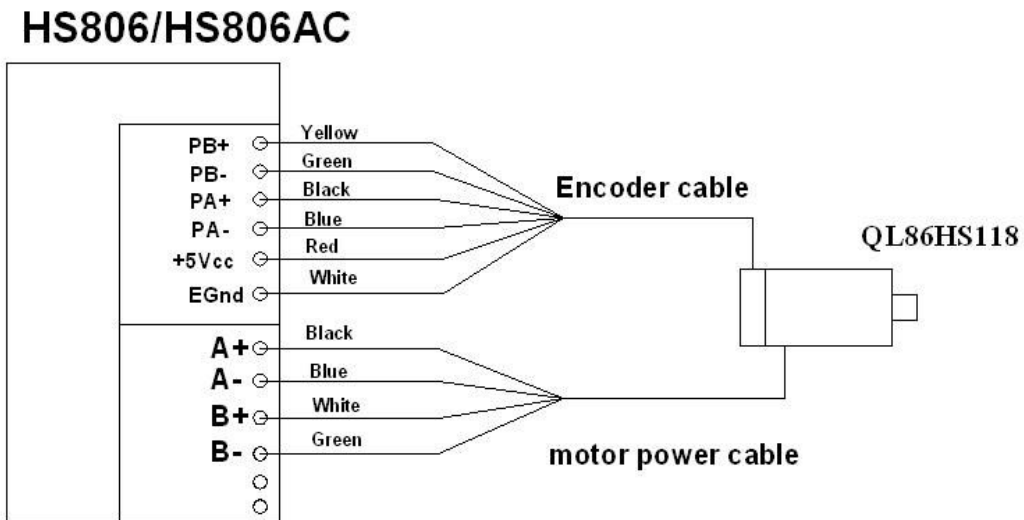 HS806/HS806AC
PB+ Yellow
PB- Green
PA+ Black
PA- Blue
+5Vcc Red
EGnd White
Encoder cable
QL86HS118
A+ Black
A- Blue
B+ White
B- Green
motor power cable